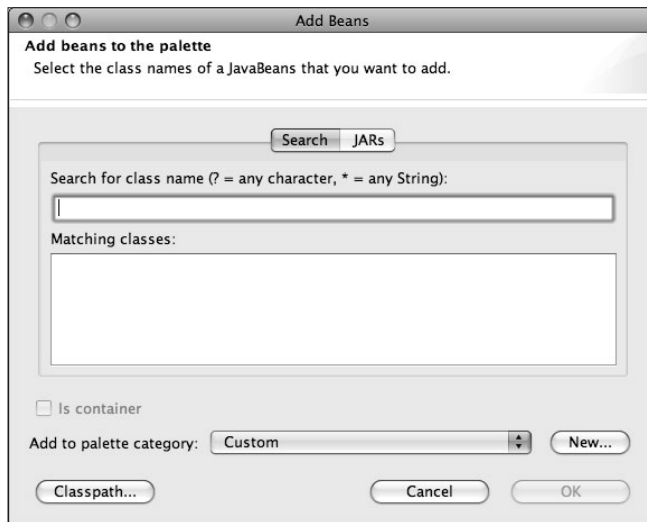 Add Beans
Add beans to the palette
Select the class names of a JavaBeans that you want to add.
Search JARs
Search for class name (? = any character, * = any String):
Matching classes:
Is container
Add to palette category: Custom New...
Classpath... Cancel OK